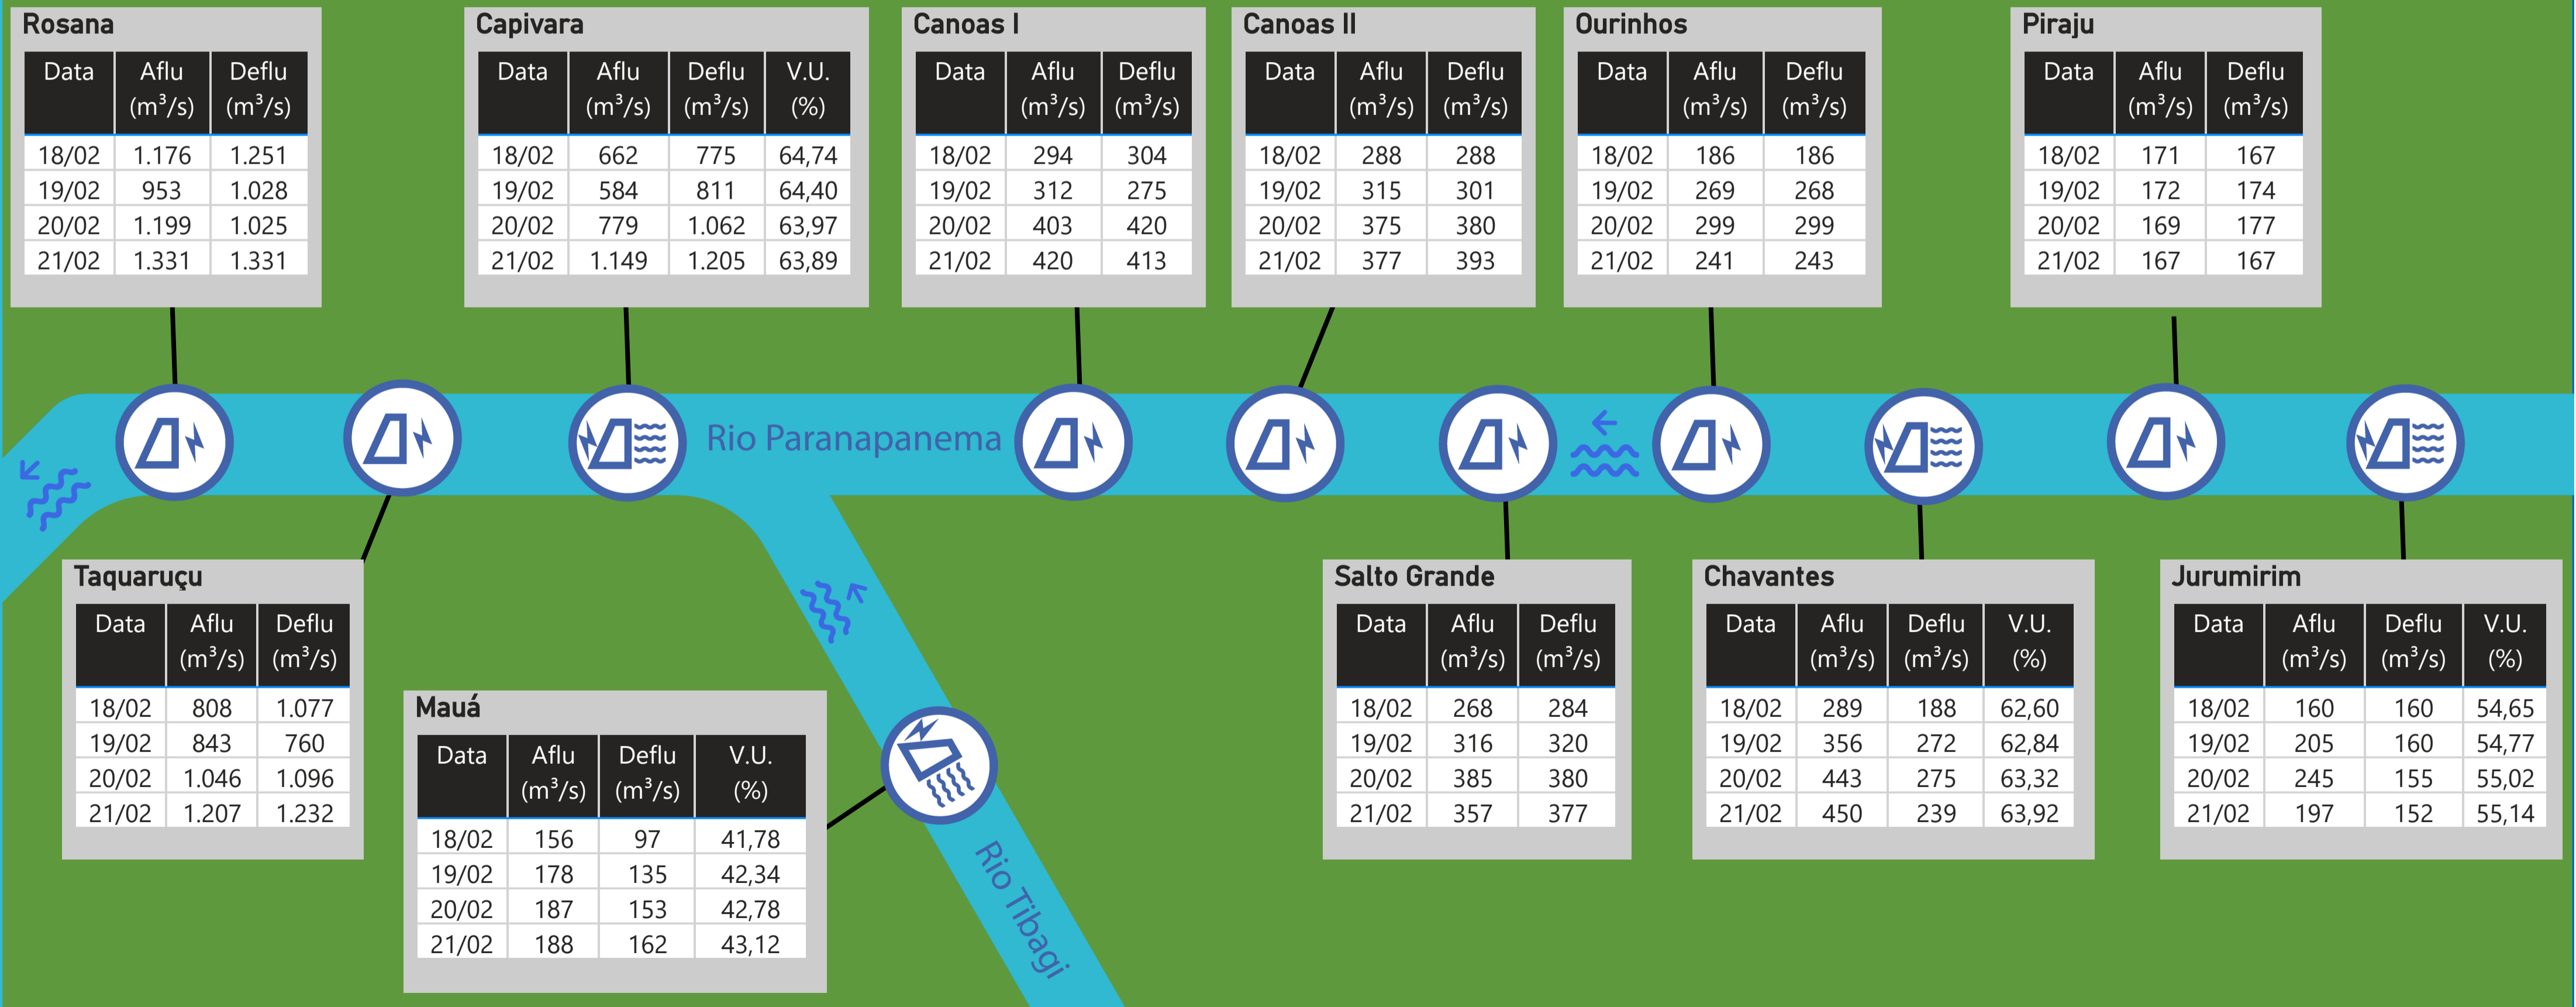 Rosana
Data Aflu (m³/s) Deflu (m³/s)
18/02 1.176 1.251
19/02 953 1.028
20/02 1.199 1.025
21/02 1.331 1.331
Capivara
Data Aflu (m³/s) Deflu (m³/s) V.U. (%)
18/02 662 775 64,74
19/02 584 811 64,40
20/02 779 1.062 63,97
21/02 1.149 1.205 63,89
Canoas I
Data Aflu (m³/s) Deflu (m³/s)
18/02 294 304
19/02 312 275
20/02 403 420
21/02 420 413
Canoas II
Data Aflu (m³/s) Deflu (m³/s)
18/02 288 288
19/02 315 301
20/02 375 380
21/02 377 393
Ourinhos
Data Aflu (m³/s) Deflu (m³/s)
18/02 186 186
19/02 269 268
20/02 299 299
21/02 241 243
Piraju
Data Aflu (m³/s) Deflu (m³/s)
18/02 171 167
19/02 172 174
20/02 169 177
21/02 167 167
Rio Paranapanema
Taquaruçu
Data Aflu (m³/s) Deflu (m³/s)
18/02 808 1.077
19/02 843 760
20/02 1.046 1.096
21/02 1.207 1.232
Mauá
Data Aflu (m³/s) Deflu (m³/s) V.U. (%)
18/02 156 97 41,78
19/02 178 135 42,34
20/02 187 153 42,78
21/02 188 162 43,12
Rio Tibagi
Salto Grande
Data Aflu (m³/s) Deflu (m³/s)
18/02 268 284
19/02 316 320
20/02 385 380
21/02 357 377
Chavantes
Data Aflu (m³/s) Deflu (m³/s) V.U. (%)
18/02 289 188 62,60
19/02 356 272 62,84
20/02 443 275 63,32
21/02 450 239 63,92
Jurumirim
Data Aflu (m³/s) Deflu (m³/s) V.U. (%)
18/02 160 160 54,65
19/02 205 160 54,77
20/02 245 155 55,02
21/02 197 152 55,14